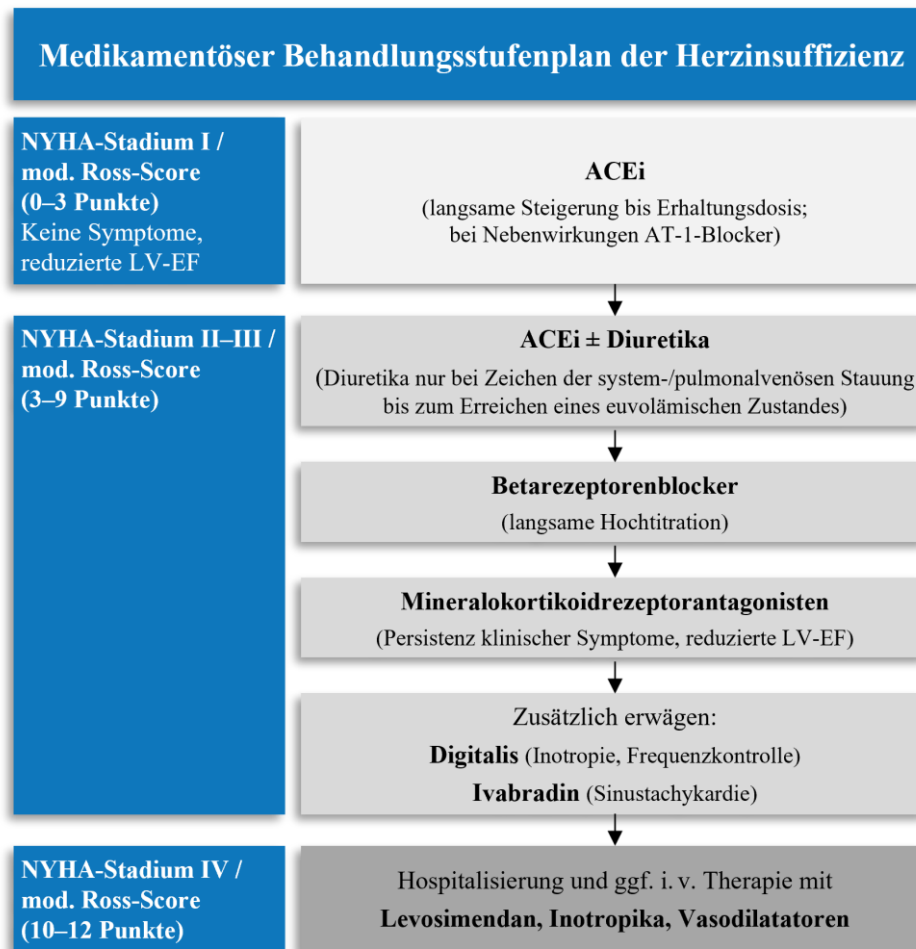 Medikamentöser Behandlungsstufenplan der Herzinsuffizienz
NYHA-Stadium I /
mod. Ross-Score
(0–3 Punkte)
Keine Symptome,
reduzierte LV-EF
ACEi
(langsame Steigerung bis Erhaltungsdosis;
bei Nebenwirkungen AT-1-Blocker)
NYHA-Stadium II–III /
mod. Ross-Score
(3–9 Punkte)
ACEi ± Diuretika
(Diuretika nur bei Zeichen der system-/pulmonalvenösen Stauung
bis zum Erreichen eines euvolämischen Zustandes)
Betarezeptorenblocker
(langsame Hochtitration)
Mineralokortikoidrezeptorantagonisten
(Persistenz klinischer Symptome, reduzierte LV-EF)
Zusätzlich erwägen:
Digitalis (Inotropie, Frequenzkontrolle)
Ivabradin (Sinustachykardie)
NYHA-Stadium IV /
mod. Ross-Score
(10–12 Punkte)
Hospitalisierung und ggf. i. v. Therapie mit
Levosimendan, Inotropika, Vasodilatatoren